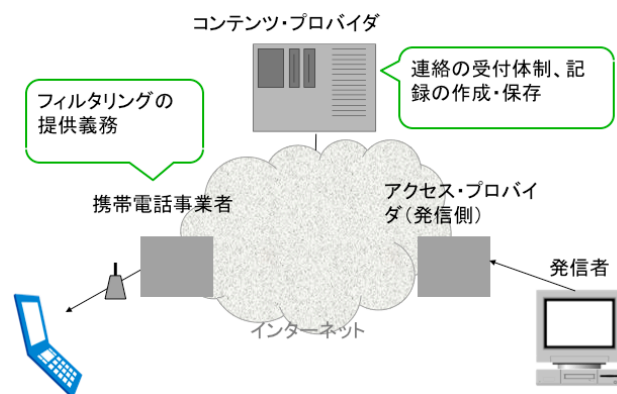 コンテンツ・プロバイダ
連絡の受付体制、記
録の作成・保存
フィルタリングの
提供義務
携帯電話事業者
アクセス・プロバイ
ダ(発信側)
発信者
インターネット